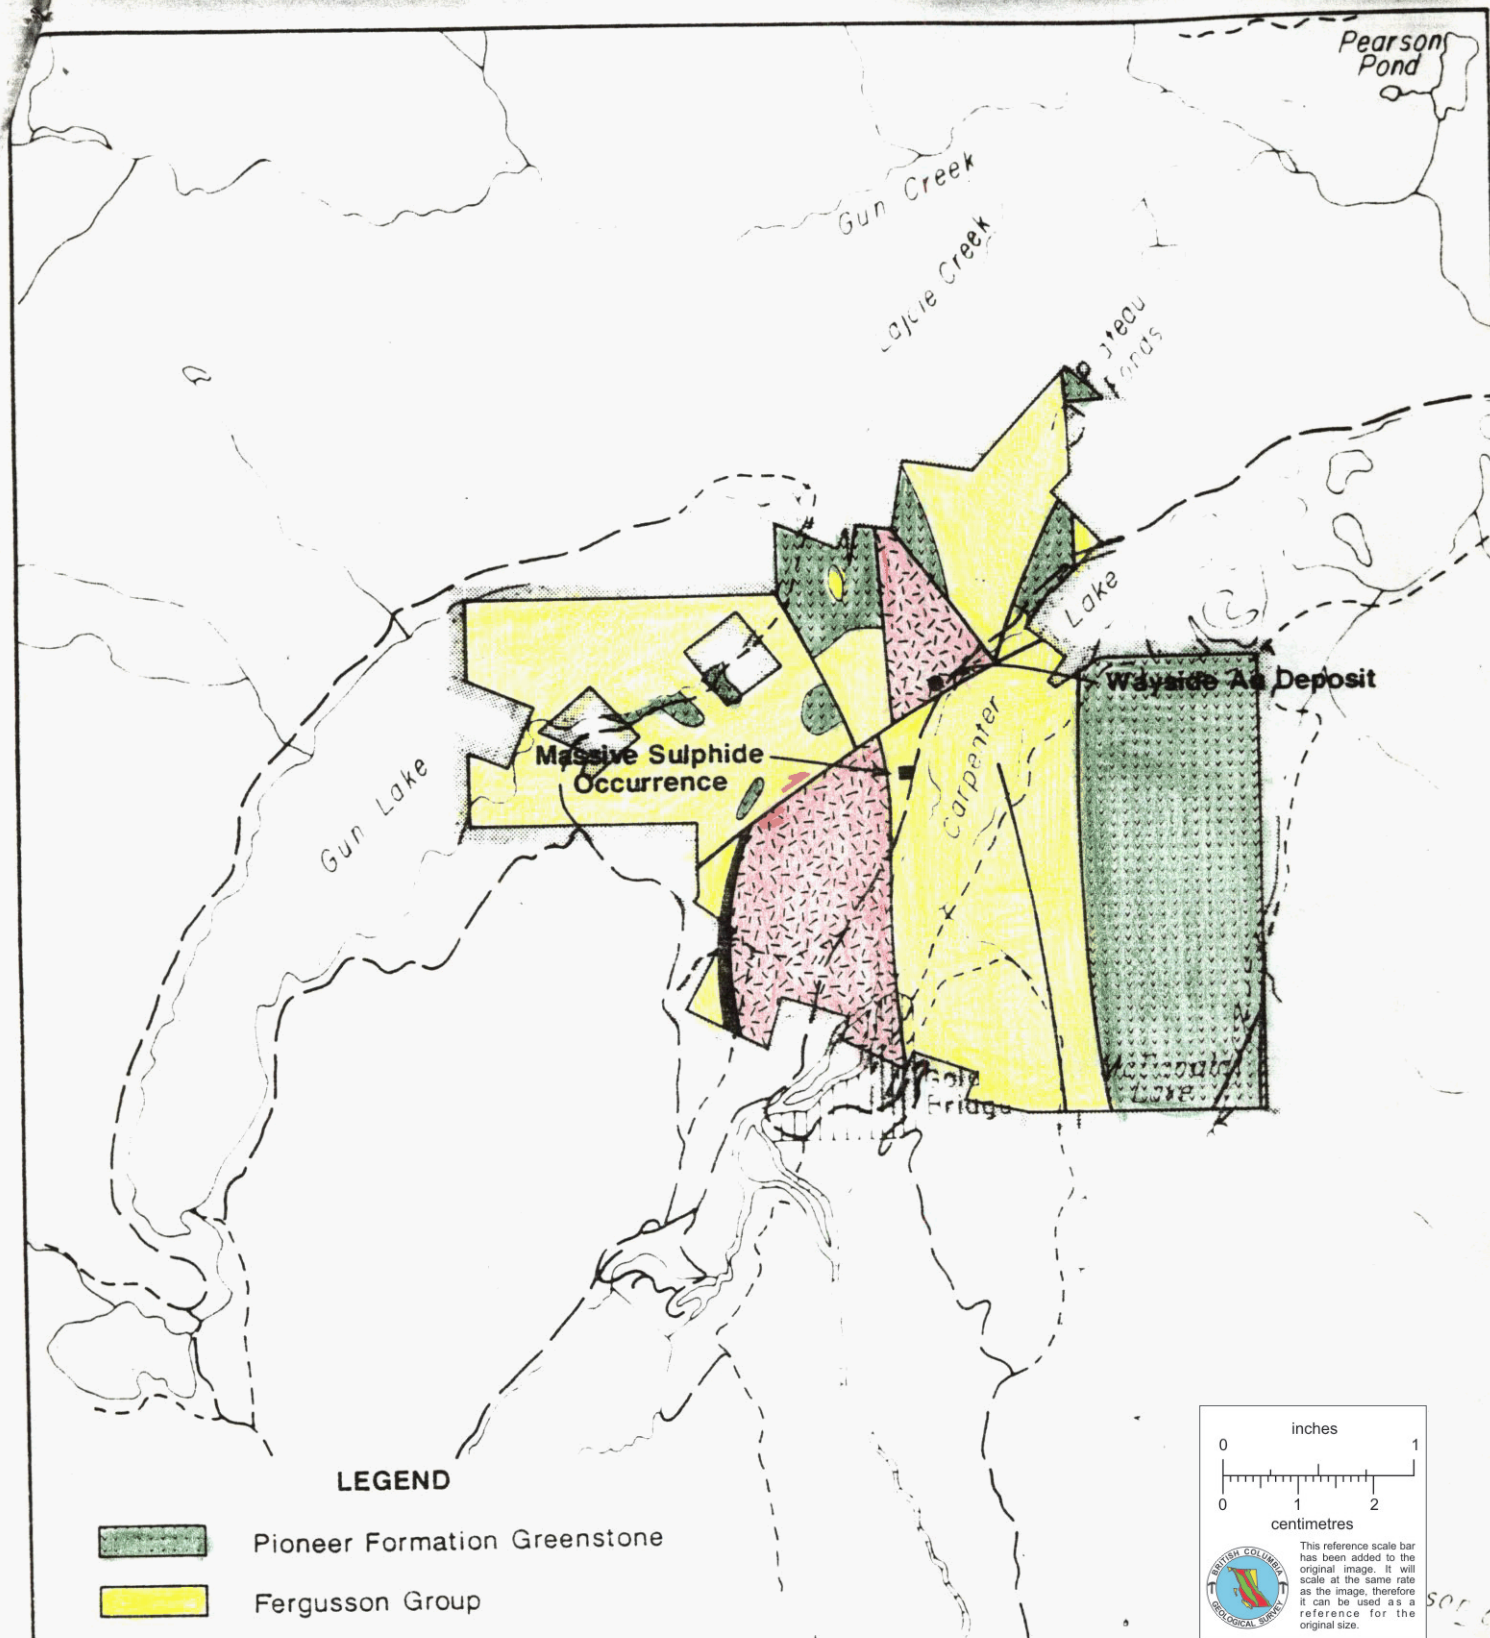 Pearson
Pond
Gun Creek
Creek
Lake
Wayside Au Deposit
Massive Sulphide
Occurrence
Carpenter
Gun Lake
Bridge
LEGEND
Pioneer Formation Greenstone
Fergusson Group
inches
0 1
0 1 2
centimetres
This reference scale bar
has been added to the
original image. It will
scale at the same rate
as the image, therefore
it can be used as a
reference for the
original size.
BRITISH COLUMBIA
GEOLOGICAL SURVEY